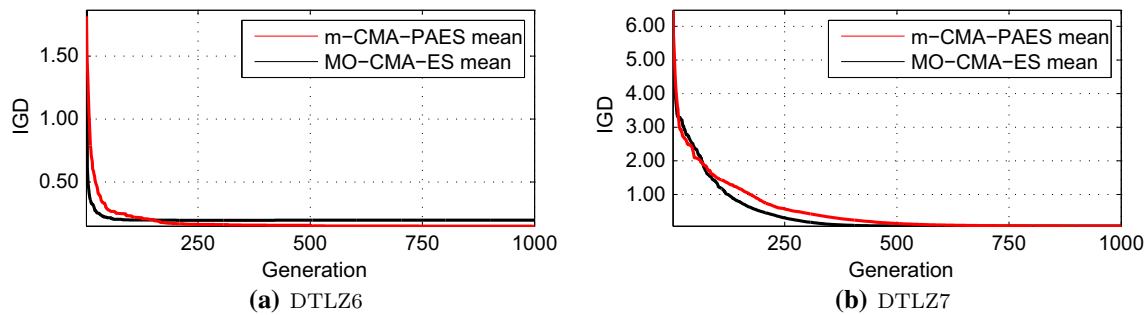 m−CMA−PAES mean
MO−CMA−ES mean
1.50
1.00
0.50
IGD
250
500
750
1000
Generation
(a) DTLZ6
m−CMA−PAES mean
MO−CMA−ES mean
6.00
5.00
4.00
3.00
2.00
1.00
IGD
250
500
750
1000
Generation
(b) DTLZ7